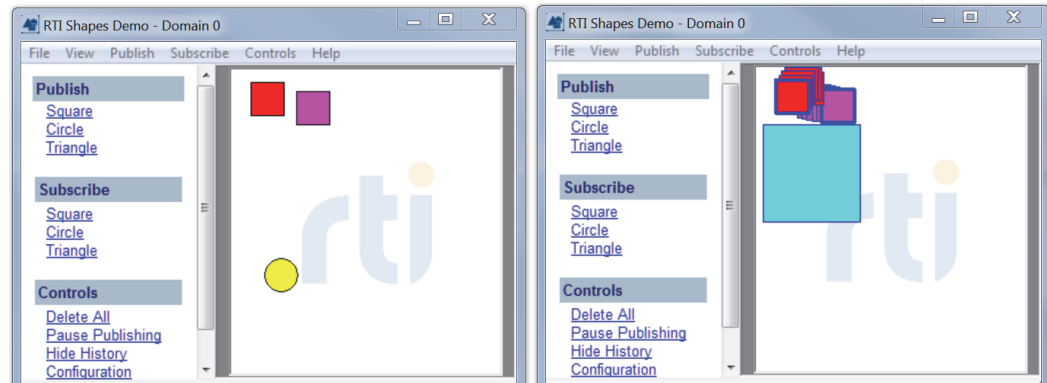 RTI Shapes Demo - Domain 0
File View Publish Subscribe Controls Help
Publish
Square
Circle
Triangle
Subscribe
Square
Circle
Triangle
Controls
Delete All
Pause Publishing
Hide History
Configuration
rti
RTI Shapes Demo - Domain 0
File View Publish Subscribe Controls Help
Publish
Square
Circle
Triangle
Subscribe
Square
Circle
Triangle
Controls
Delete All
Pause Publishing
Hide History
Configuration
rti